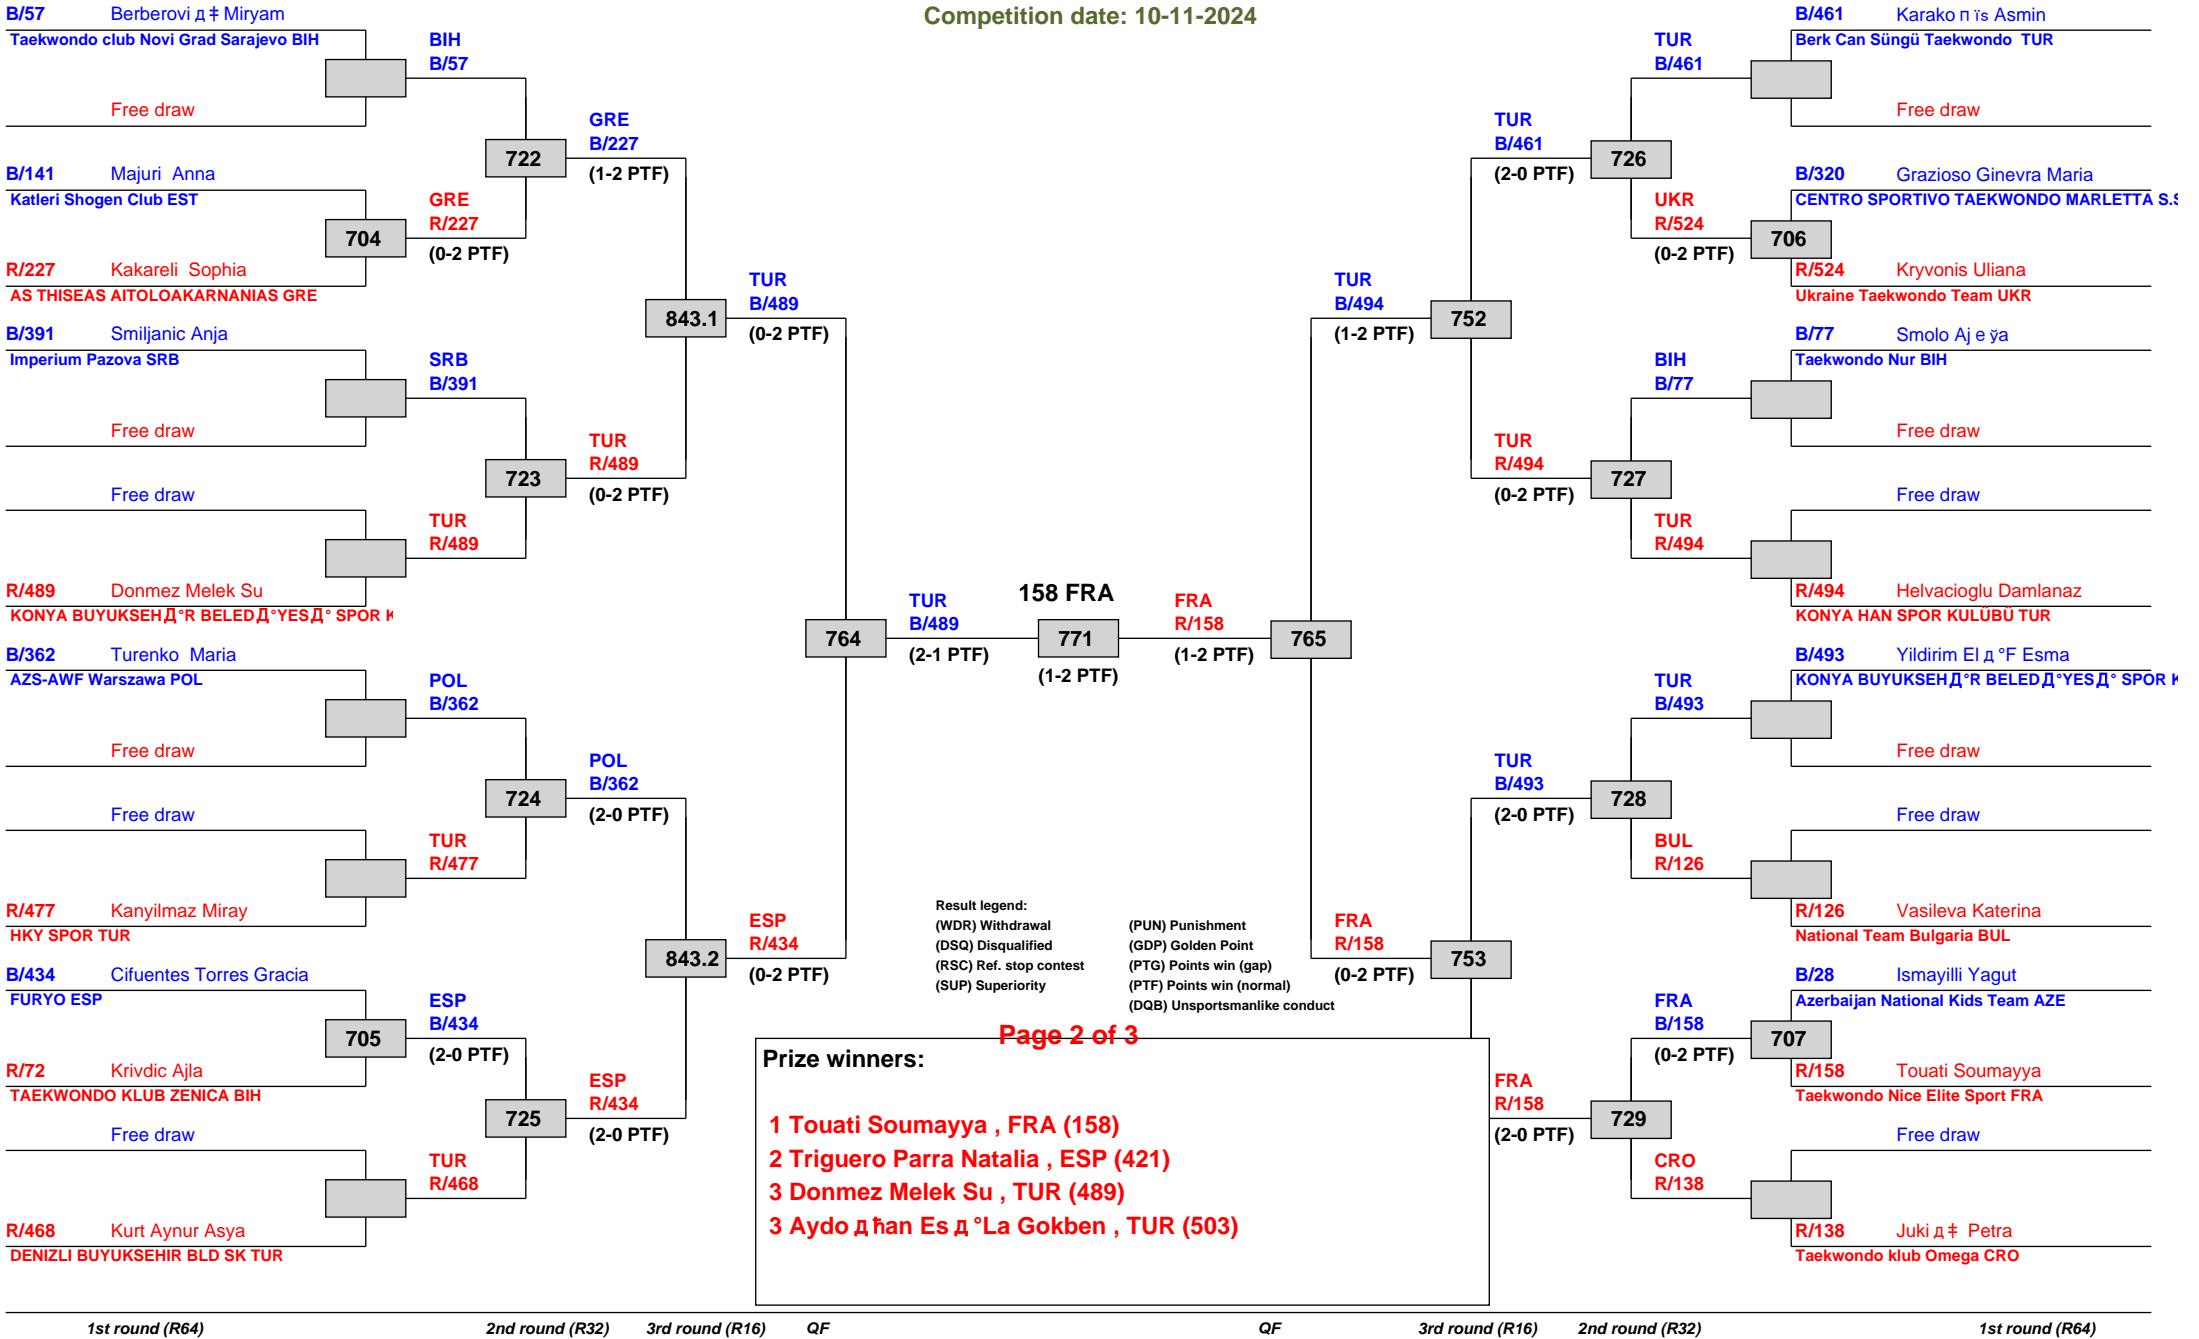 Competition date: 10-11-2024
B/57 Berberovi д ‡ Miryam
Taekwondo club Novi Grad Sarajevo BIH
Free draw
BIH
B/57
B/141 Majuri Anna
Katleri Shogen Club EST
704
R/227 Kakareli Sophia
AS THISEAS AITOLOAKARNANIAS GRE
GRE
R/227
(0-2 PTF)
722
GRE
B/227
(1-2 PTF)
B/391 Smiljanic Anja
Imperium Pazova SRB
Free draw
SRB
B/391
Free draw
R/489 Donmez Melek Su
KONYA BUYUKSEHД°R BELEDД°YESД° SPOR K
TUR
R/489
723
TUR
R/489
(0-2 PTF)
843.1
TUR
B/489
(0-2 PTF)
B/362 Turenko Maria
AZS-AWF Warszawa POL
Free draw
POL
B/362
Free draw
R/477 Kanyilmaz Miray
HKY SPOR TUR
TUR
R/477
724
POL
B/362
(2-0 PTF)
B/434 Cifuentes Torres Gracia
FURYO ESP
705
R/72 Krivdic Ajla
TAEKWONDO KLUB ZENICA BIH
ESP
B/434
(2-0 PTF)
Free draw
R/468 Kurt Aynur Asya
DENIZLI BUYUKSEHIR BLD SK TUR
TUR
R/468
725
ESP
R/434
(2-0 PTF)
843.2
ESP
R/434
(0-2 PTF)
764
TUR
B/489
(2-1 PTF)
158 FRA
771
(1-2 PTF)
FRA
R/158
(1-2 PTF)
765
TUR
B/494
(1-2 PTF)
752
TUR
B/461
(2-0 PTF)
726
TUR
B/461
B/461 Karako п їs Asmin
Berk Can Süngü Taekwondo TUR
Free draw
UKR
R/524
(0-2 PTF)
706
B/320 Grazioso Ginevra Maria
CENTRO SPORTIVO TAEKWONDO MARLETTA S.S
R/524 Kryvonis Uliana
Ukraine Taekwondo Team UKR
TUR
R/494
(0-2 PTF)
727
BIH
B/77
B/77 Smolo Aj е ўa
Taekwondo Nur BIH
Free draw
TUR
R/494
Free draw
R/494 Helvacioglu Damlanaz
KONYA HAN SPOR KULÜBÜ TUR
FRA
R/158
(0-2 PTF)
753
TUR
B/493
(2-0 PTF)
728
TUR
B/493
B/493 Yildirim El д °F Esma
KONYA BUYUKSEHД°R BELEDД°YESД° SPOR K
Free draw
BUL
R/126
Free draw
R/126 Vasileva Katerina
National Team Bulgaria BUL
FRA
R/158
(2-0 PTF)
729
FRA
B/158
(0-2 PTF)
707
B/28 Ismayilli Yagut
Azerbaijan National Kids Team AZE
R/158 Touati Soumayya
Taekwondo Nice Elite Sport FRA
CRO
R/138
Free draw
R/138 Juki д ‡ Petra
Taekwondo klub Omega CRO
Result legend:
(WDR) Withdrawal (PUN) Punishment
(DSQ) Disqualified (GDP) Golden Point
(RSC) Ref. stop contest (PTG) Points win (gap)
(SUP) Superiority (PTF) Points win (normal)
(DQB) Unsportsmanlike conduct
Page 2 of 3
Prize winners:
1 Touati Soumayya , FRA (158)
2 Triguero Parra Natalia , ESP (421)
3 Donmez Melek Su , TUR (489)
3 Aydo д ћan Es д °La Gokben , TUR (503)
1st round (R64) 2nd round (R32) 3rd round (R16) QF QF 3rd round (R16) 2nd round (R32) 1st round (R64)